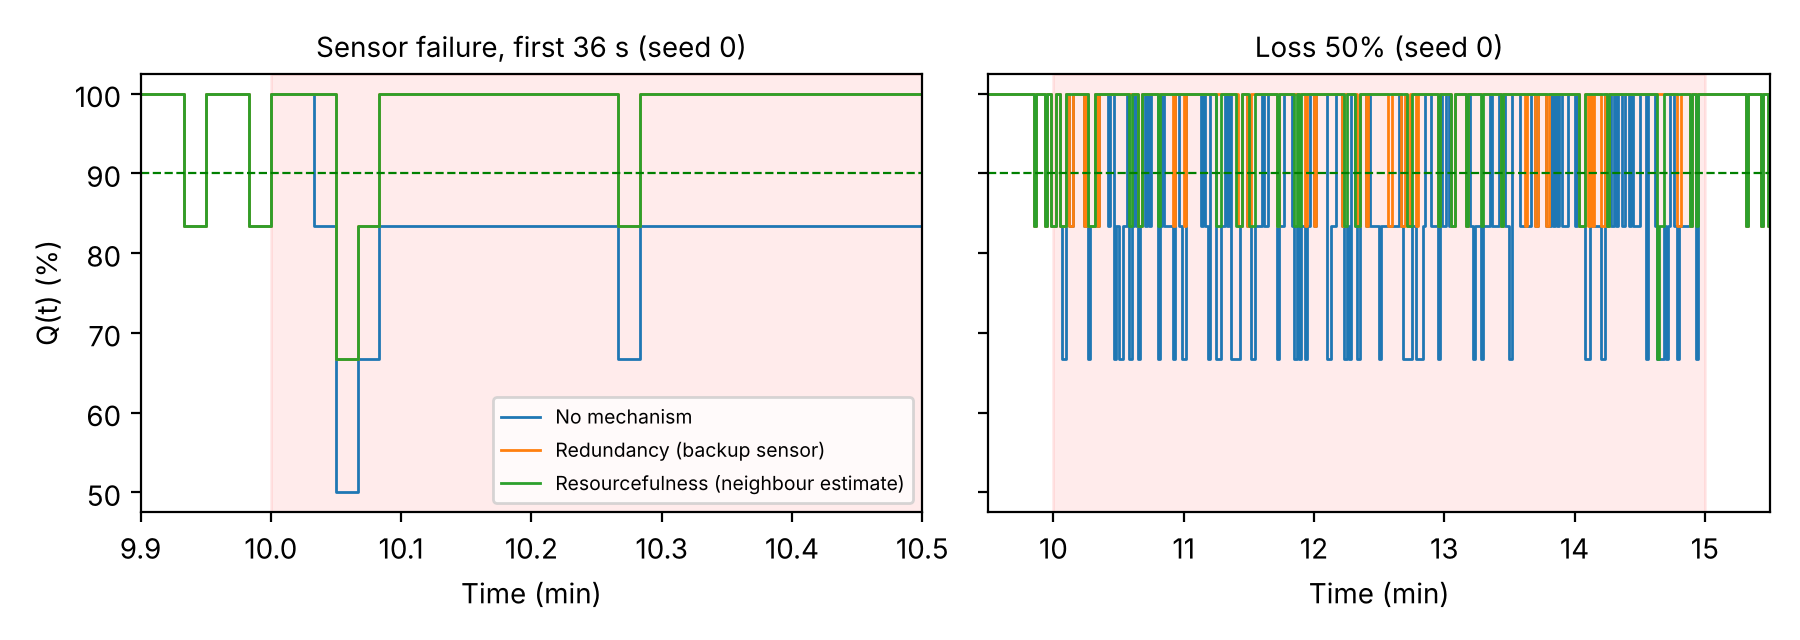 Sensor failure, first 36 s (seed 0)
Loss 50% (seed 0)
Q(t) (%)
100
90
80
70
60
50
No mechanism
Redundancy (backup sensor)
Resourcefulness (neighbour estimate)
9.9 10.0 10.1 10.2 10.3 10.4 10.5
10 11 12 13 14 15
Time (min)
Time (min)